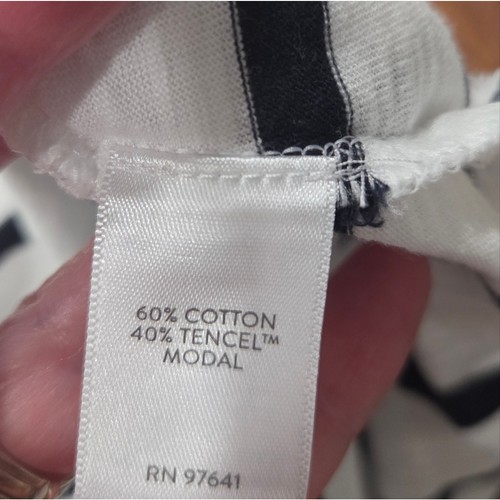 60% COTTON
40% TENCEL™
MODAL
RN 97641